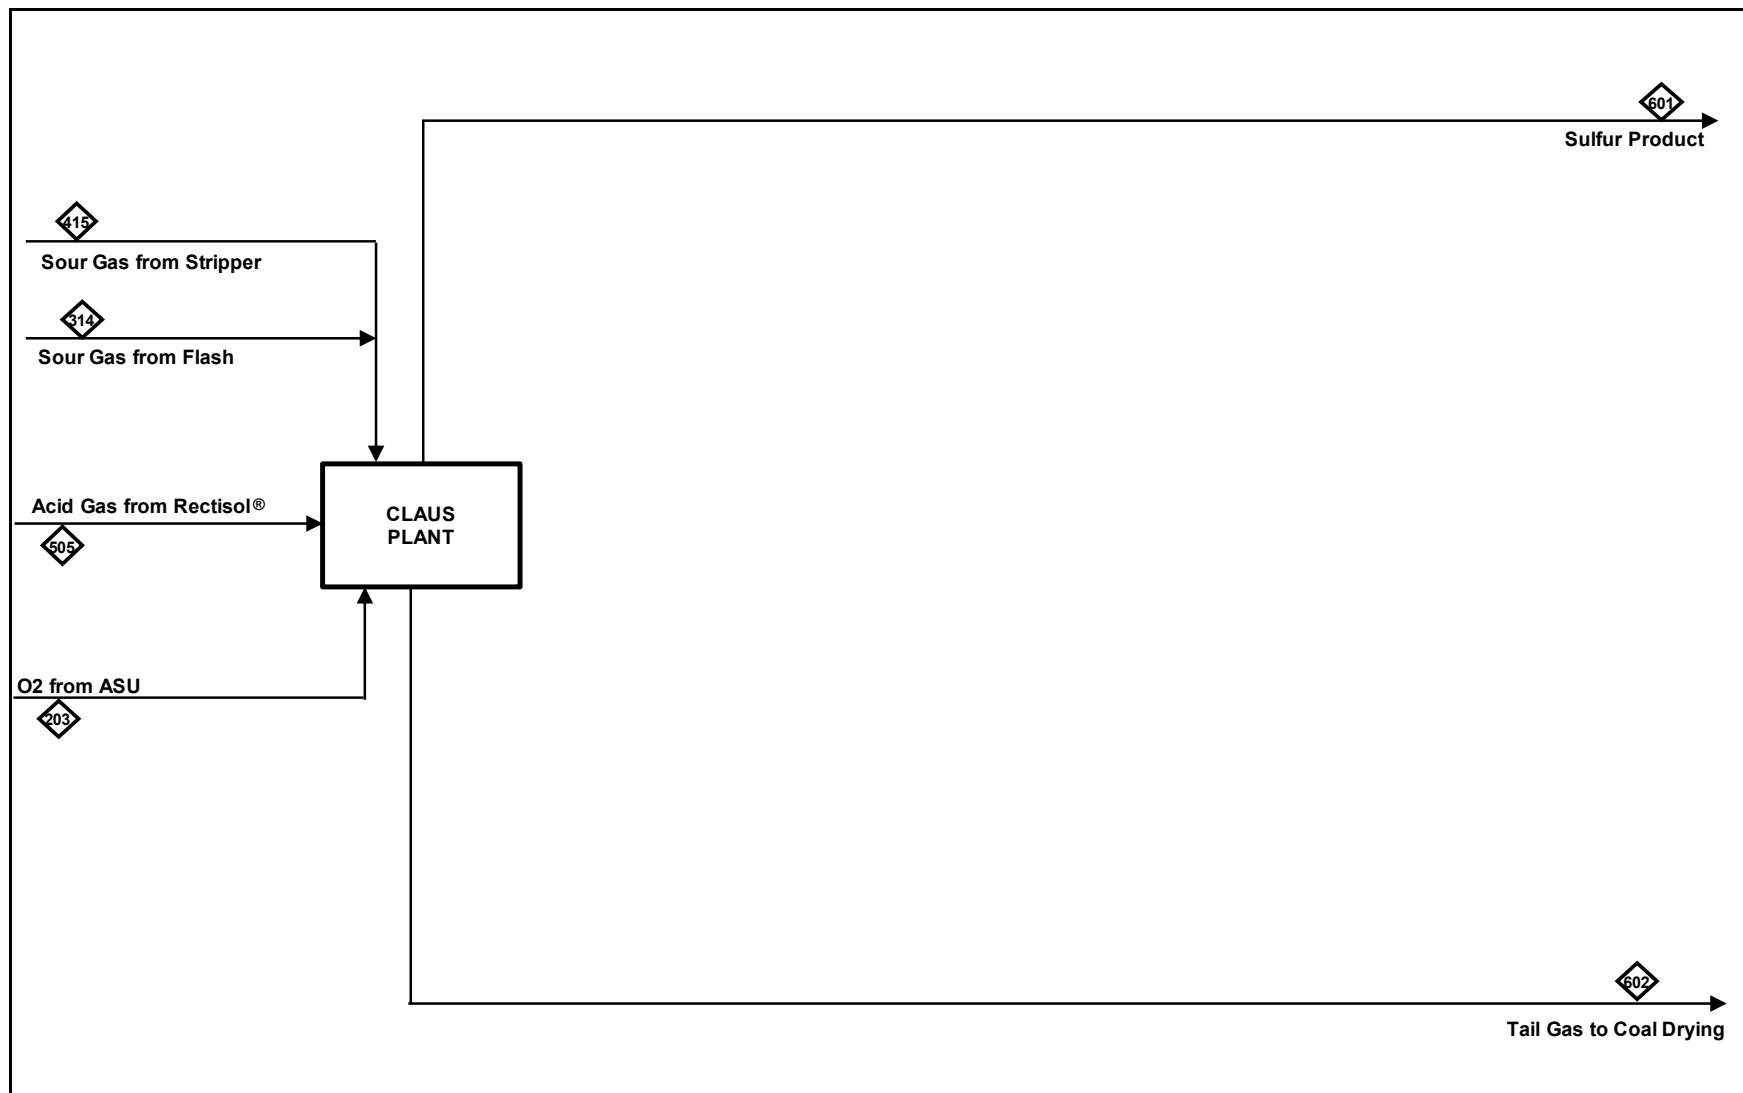 601
Sulfur Product
415
Sour Gas from Stripper
314
Sour Gas from Flash
Acid Gas from Rectisol®
505
CLAUS
PLANT
O2 from ASU
203
602
Tail Gas to Coal Drying